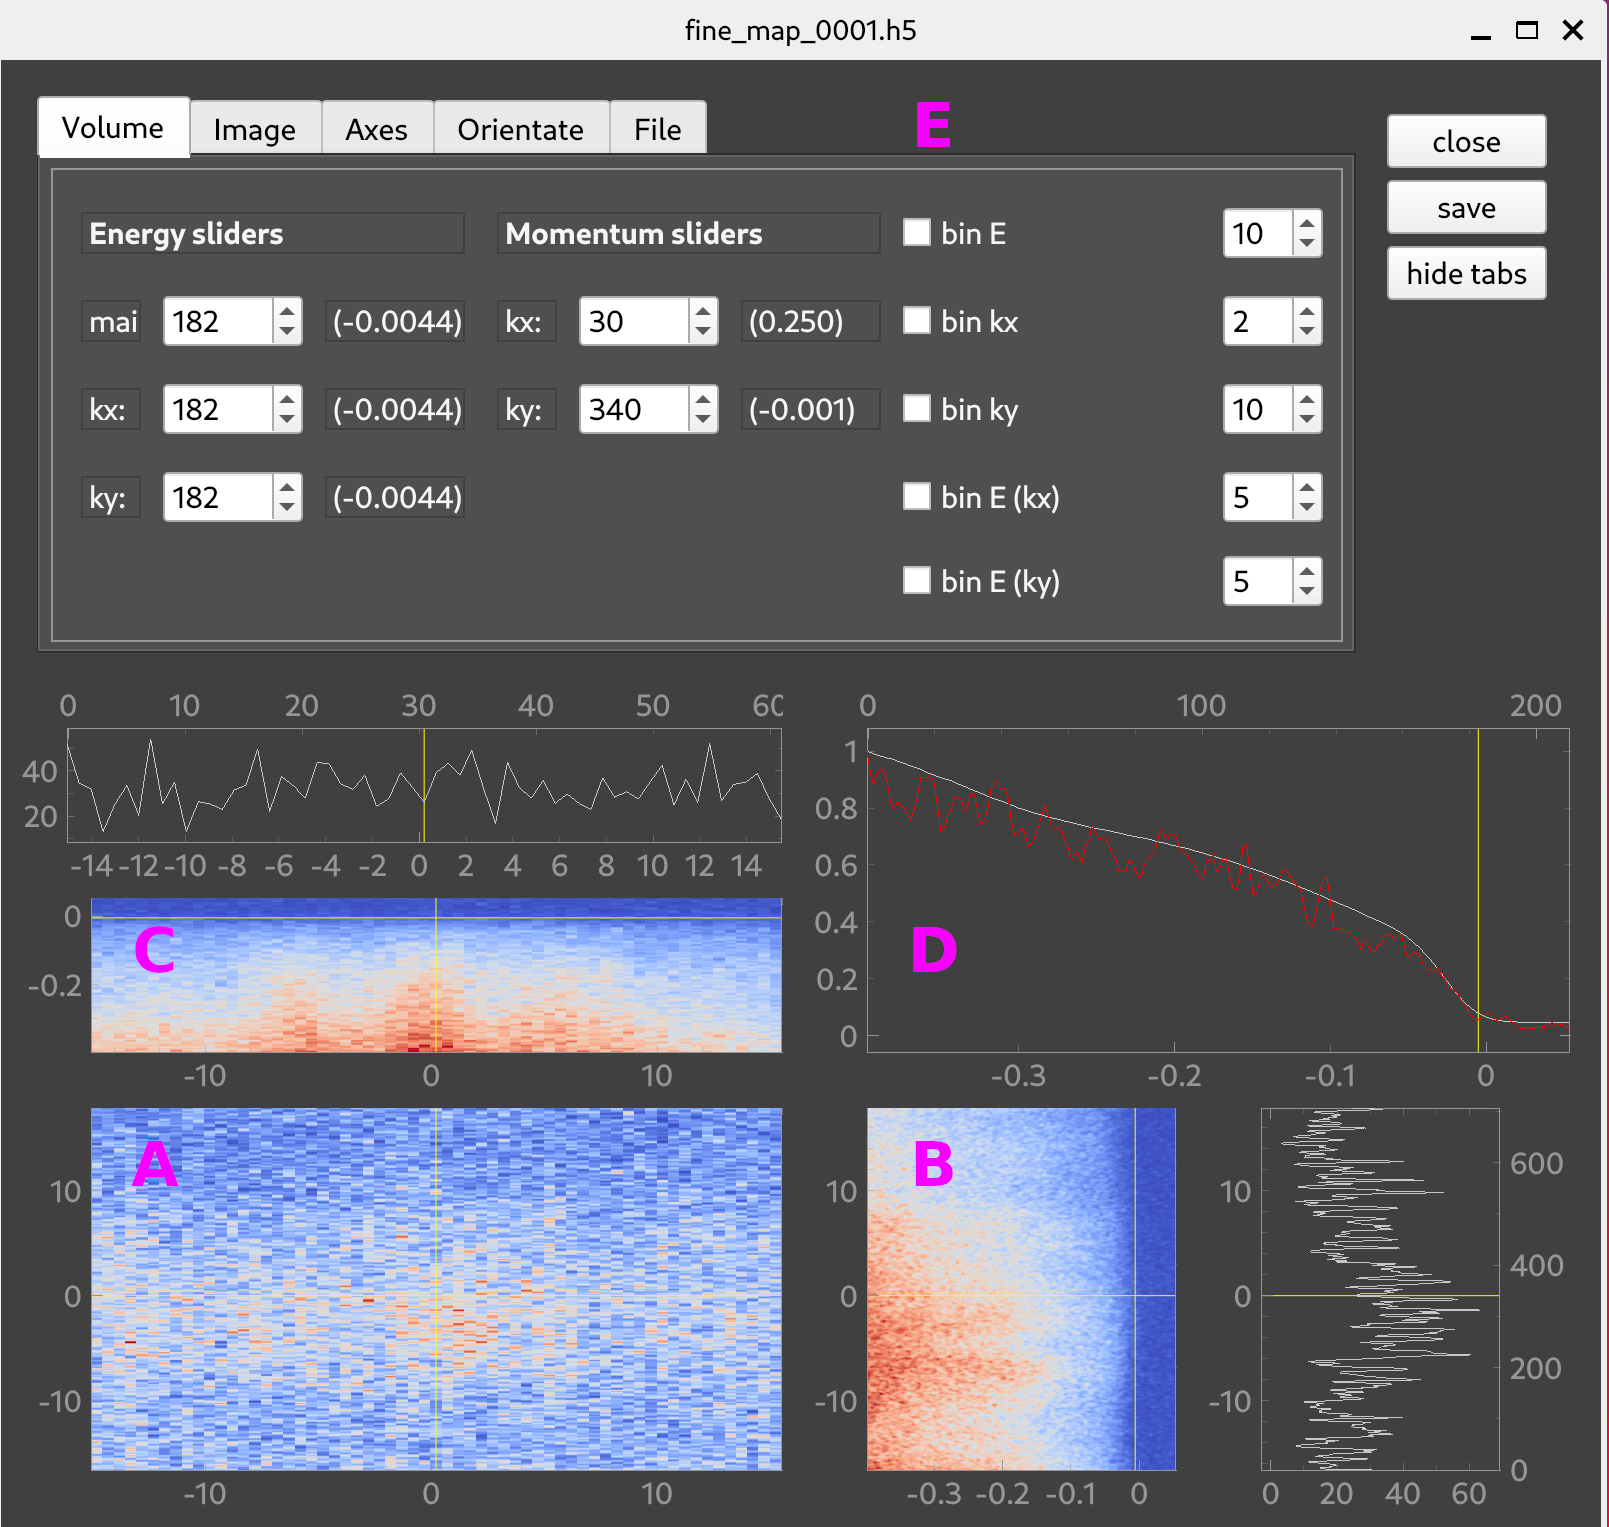 fine_map_0001.h5
Volume Image Axes Orientate File
E
close
save
hide tabs
Energy sliders Momentum sliders bin E 10
mai 182 (-0.0044) kx: 30 (0.250) bin kx 2
kx: 182 (-0.0044) ky: 340 (-0.001) bin ky 10
ky: 182 (-0.0044) bin E (kx) 5
bin E (ky) 5
0 10 20 30 40 50 60
40
20
-14 -12 -10 -8 -6 -4 -2 0 2 4 6 8 10 12 14
0 100 200
1
0.8
0.6
0.4
0.2
0
-0.3 -0.2 -0.1 0
D
C
0
-0.2
-10 0 10
A
10
0
-10
-10 0 10
B
10
0
-10
-0.3 -0.2 -0.1 0
10
0
-10
600
400
200
0
0 20 40 60